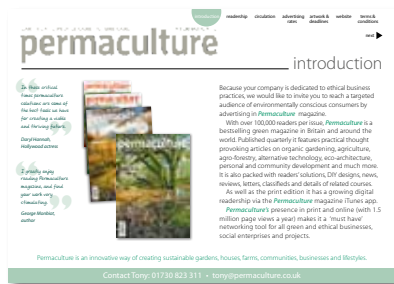 introduction readership circulation advertising rates artwork & deadlines website terms & conditions
next
permaculture
introduction
In these critical
times permaculture
solutions are some of
the best tools we have
for creating a viable
and thriving future.
Daryl Hannah,
Hollywood actress
I greatly enjoy
reading Permaculture
magazine, and find
your work very
stimulating.
George Monbiot,
author
permaculture
Because your company is dedicated to ethical business
practices, we would like to invite you to reach a targeted
audience of environmentally conscious consumers by
advertising in Permaculture magazine.
With over 100,000 readers per issue, Permaculture is a
bestselling green magazine in Britain and around the
world. Published quarterly it features practical thought
provoking articles on organic gardening, agriculture,
agro-forestry, alternative technology, eco-architecture,
personal and community development and much more.
It is also packed with readers' solutions, DIY designs, news,
reviews, letters, classifieds and details of related courses.
As well as the print edition it has a growing digital
readership via the Permaculture magazine iTunes app.
Permaculture's presence in print and online (with 1.5
million page views a year) makes it a 'must have'
networking tool for all green and ethical businesses,
social enterprises and projects.
Permaculture is an innovative way of creating sustainable gardens, houses, farms, communities, businesses and lifestyles.
Contact Tony: 01730 823 311 • tony@permaculture.co.uk